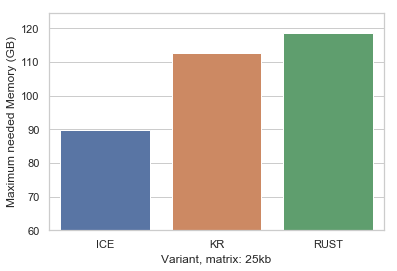 Maximum needed Memory (GB)
120
110
100
90
80
70
60
ICE KR RUST
Variant, matrix: 25kb